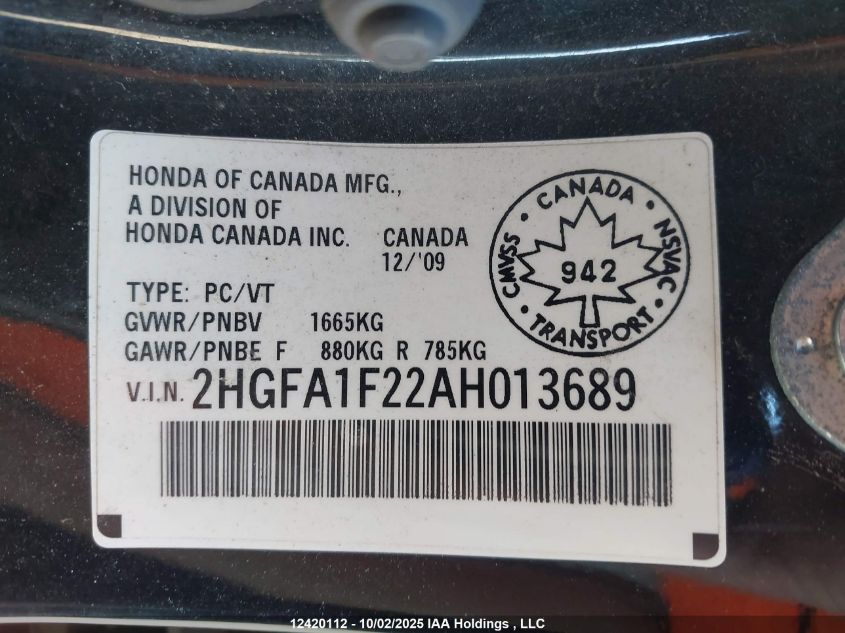 HONDA OF CANADA MFG.,
A DIVISION OF
HONDA CANADA INC. CANADA
12/'09
TYPE: PC/VT
GVWR/PNBV 1665KG
GAWR/PNBE F 880KG R 785KG
V.I.N. 2HGFA1F22AH013689
• CANADA •
CMVSS
NSVAC
942
• TRANSPORT •
12420112 - 10/02/2025 IAA Holdings , LLC